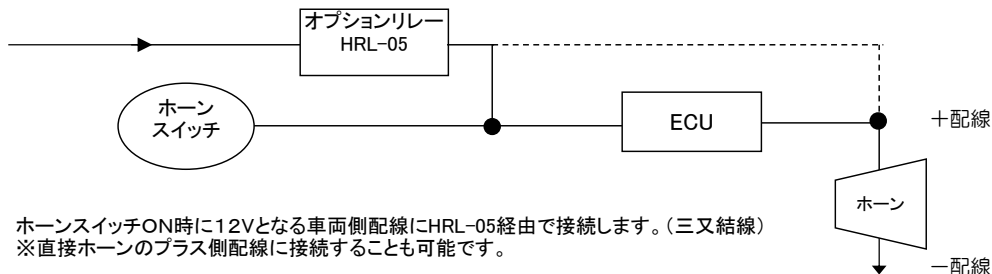 オプションリレー
HRL-05
ホーン
スイッチ
ECU
＋配線
ホーン
ホーンスイッチON時に12Vとなる車両側配線にHRL-05経由で接続します。(三又結線)
※直接ホーンのプラス側配線に接続することも可能です。
－配線